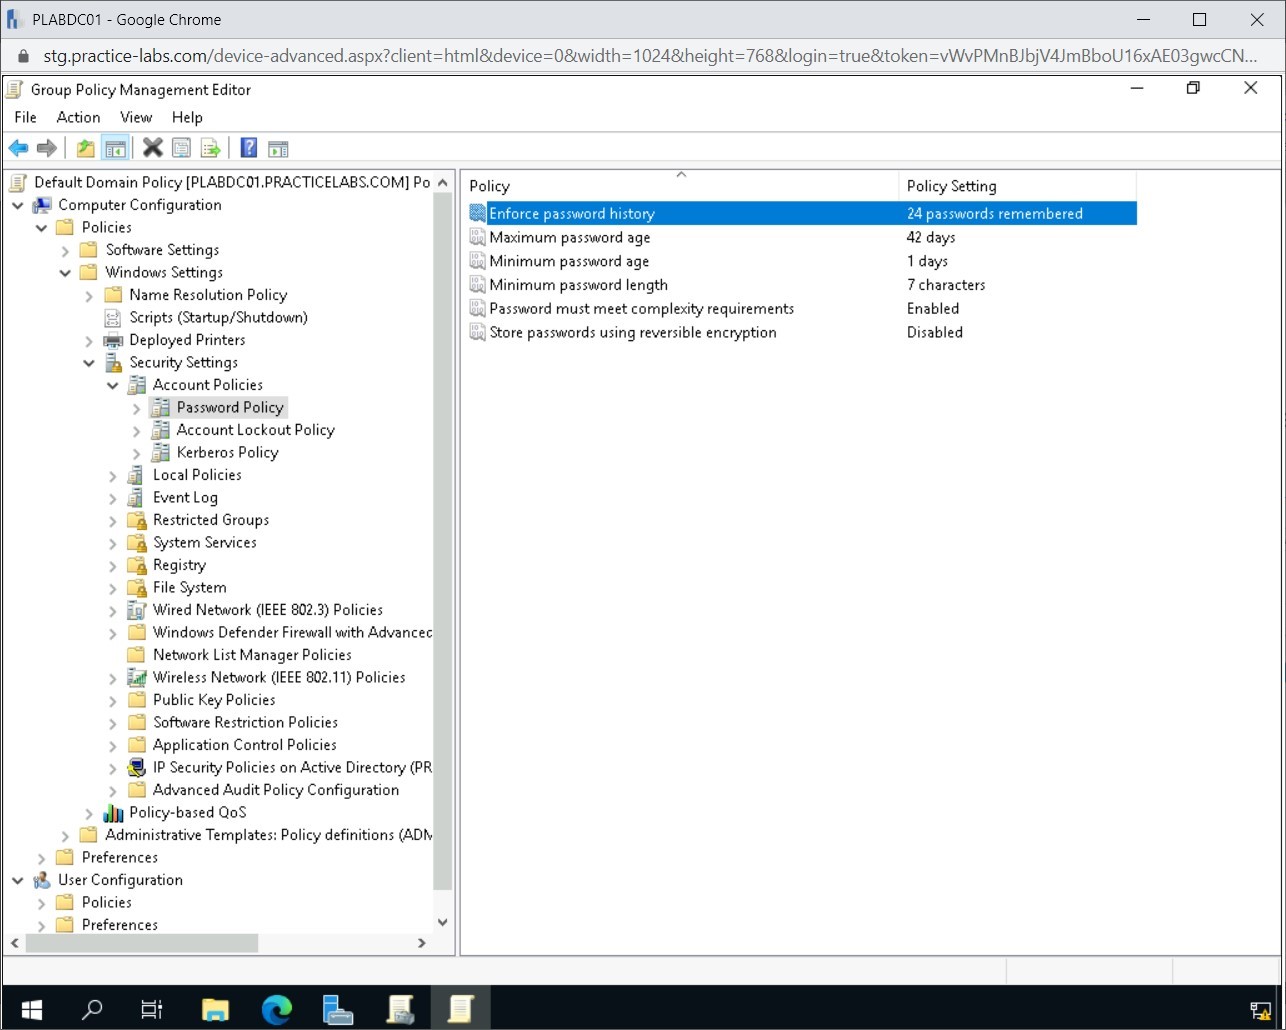 PLABDC01 - Google Chrome
stg.practice-labs.com/device-advanced.aspx?client=html&device=0&width=1024&height=768&login=true&token=vWvPMnBJbjV4JmBboU16xAE03gwcCN...
Group Policy Management Editor
File Action View Help
Default Domain Policy [PLABDC01.PRACTICELABS.COM] Po
Computer Configuration
Policies
Software Settings
Windows Settings
Name Resolution Policy
Scripts (Startup/Shutdown)
Deployed Printers
Security Settings
Account Policies
Password Policy
Account Lockout Policy
Kerberos Policy
Local Policies
Event Log
Restricted Groups
System Services
Registry
File System
Wired Network (IEEE 802.3) Policies
Windows Defender Firewall with Advanced
Network List Manager Policies
Wireless Network (IEEE 802.11) Policies
Public Key Policies
Software Restriction Policies
Application Control Policies
IP Security Policies on Active Directory (PR
Advanced Audit Policy Configuration
Policy-based QoS
Administrative Templates: Policy definitions (ADM
Preferences
User Configuration
Policies
Preferences
Policy Policy Setting
Enforce password history 24 passwords remembered
Maximum password age 42 days
Minimum password age 1 days
Minimum password length 7 characters
Password must meet complexity requirements Enabled
Store passwords using reversible encryption Disabled